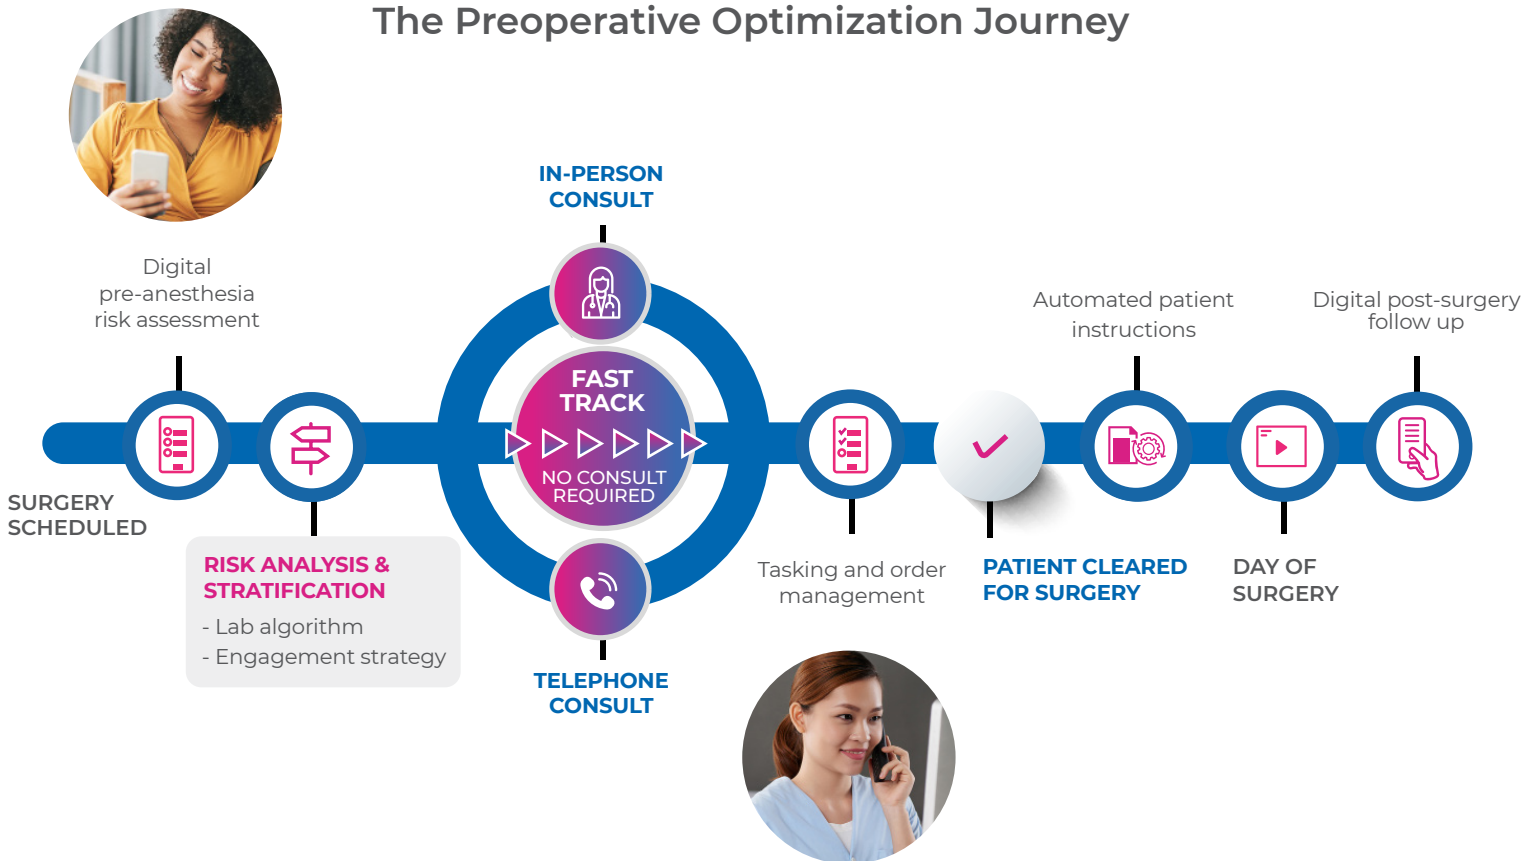 The Preoperative Optimization Journey
IN-PERSON
CONSULT
Digital
pre-anesthesia
risk assessment
Automated patient
instructions
Digital post-surgery
follow up
FAST
TRACK
NO CONSULT
REQUIRED
SURGERY
SCHEDULED
RISK ANALYSIS &
STRATIFICATION
- Lab algorithm
- Engagement strategy
TELEPHONE
CONSULT
Tasking and order
management
PATIENT CLEARED
FOR SURGERY
DAY OF
SURGERY